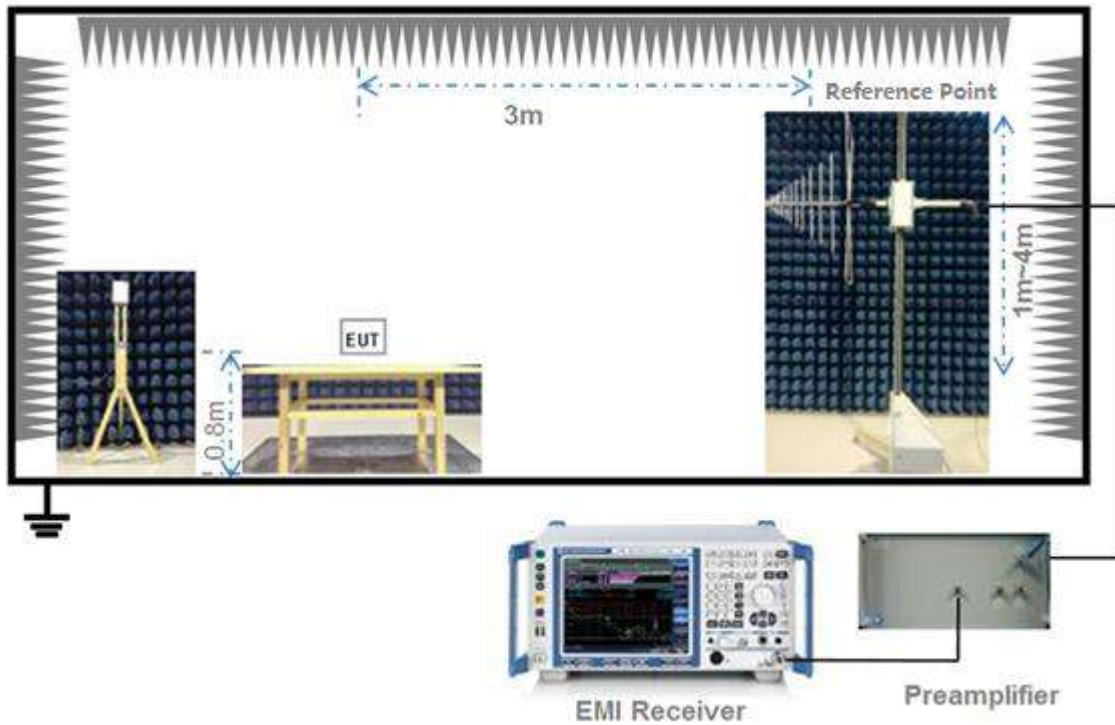 Reference Point
3m
1m~4m
EUT
0.8m
EMI Receiver
Preamplifier